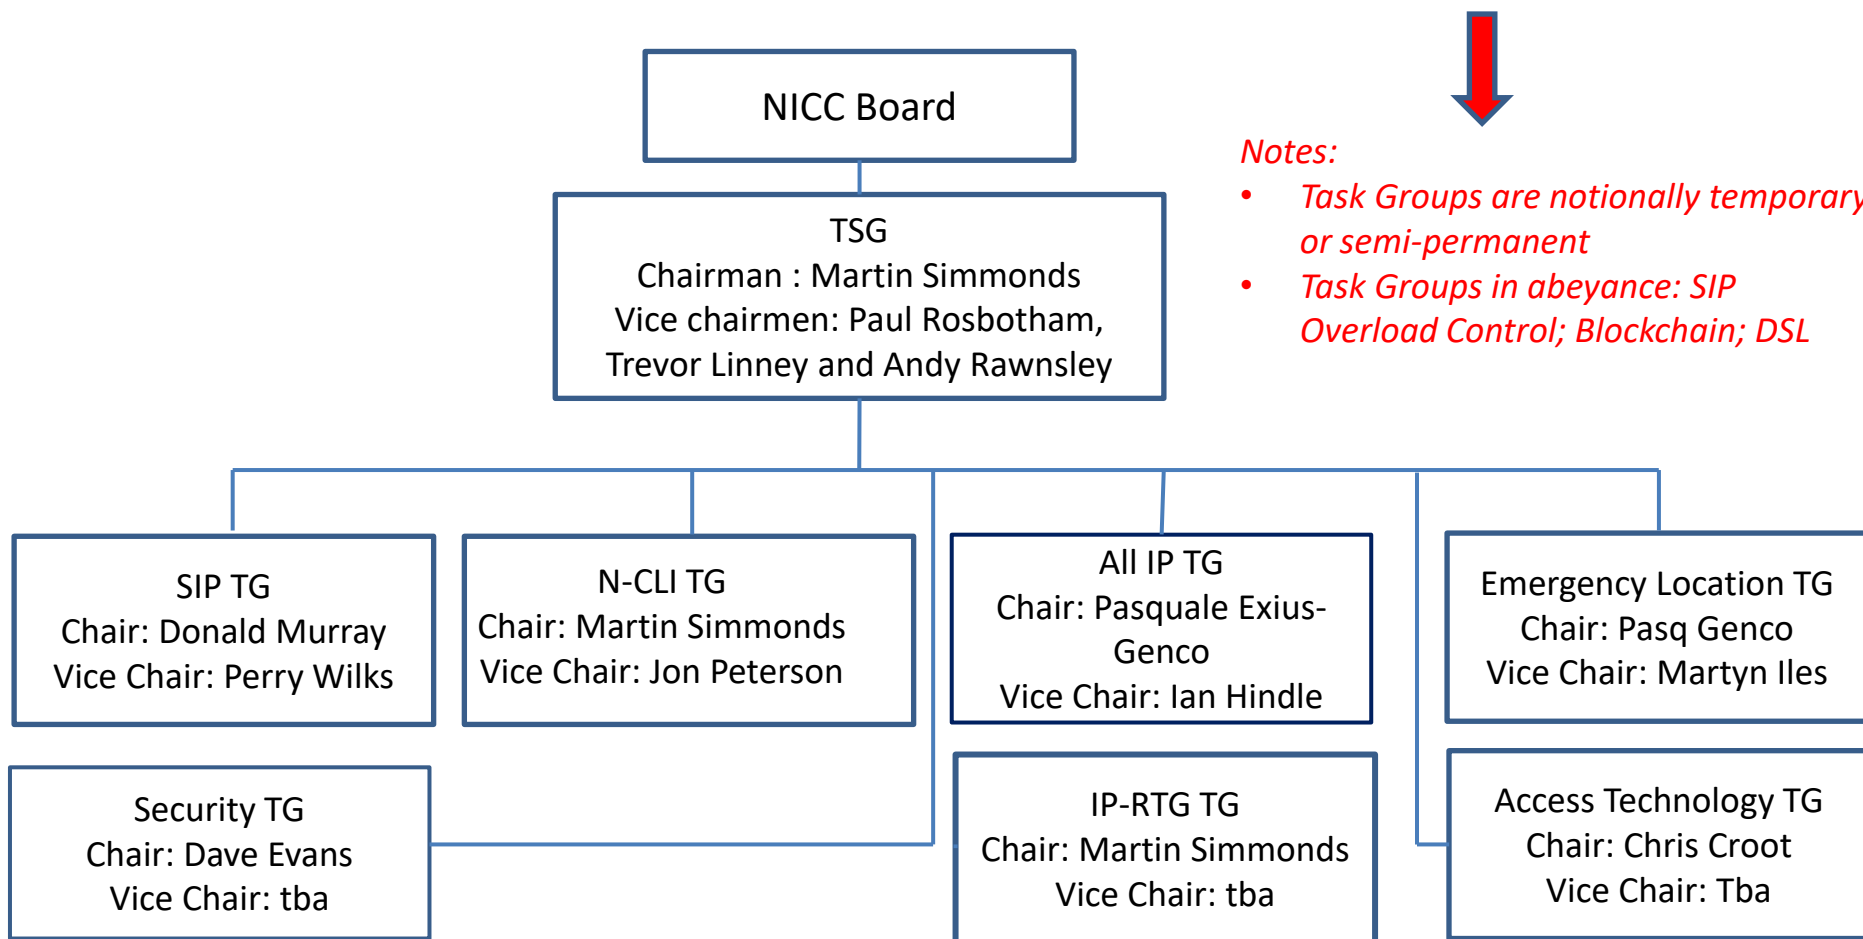 NICC Board
TSG
Chairman : Martin Simmonds
Vice chairmen: Paul Rosbotham,
Trevor Linney and Andy Rawnsley
Notes:
• Task Groups are notionally temporary
or semi-permanent
• Task Groups in abeyance: SIP
Overload Control; Blockchain; DSL
SIP TG
Chair: Donald Murray
Vice Chair: Perry Wilks
N-CLI TG
Chair: Martin Simmonds
Vice Chair: Jon Peterson
All IP TG
Chair: Pasquale Exius-
Genco
Vice Chair: Ian Hindle
Emergency Location TG
Chair: Pasq Genco
Vice Chair: Martyn Iles
Security TG
Chair: Dave Evans
Vice Chair: tba
IP-RTG TG
Chair: Martin Simmonds
Vice Chair: tba
Access Technology TG
Chair: Chris Croot
Vice Chair: Tba